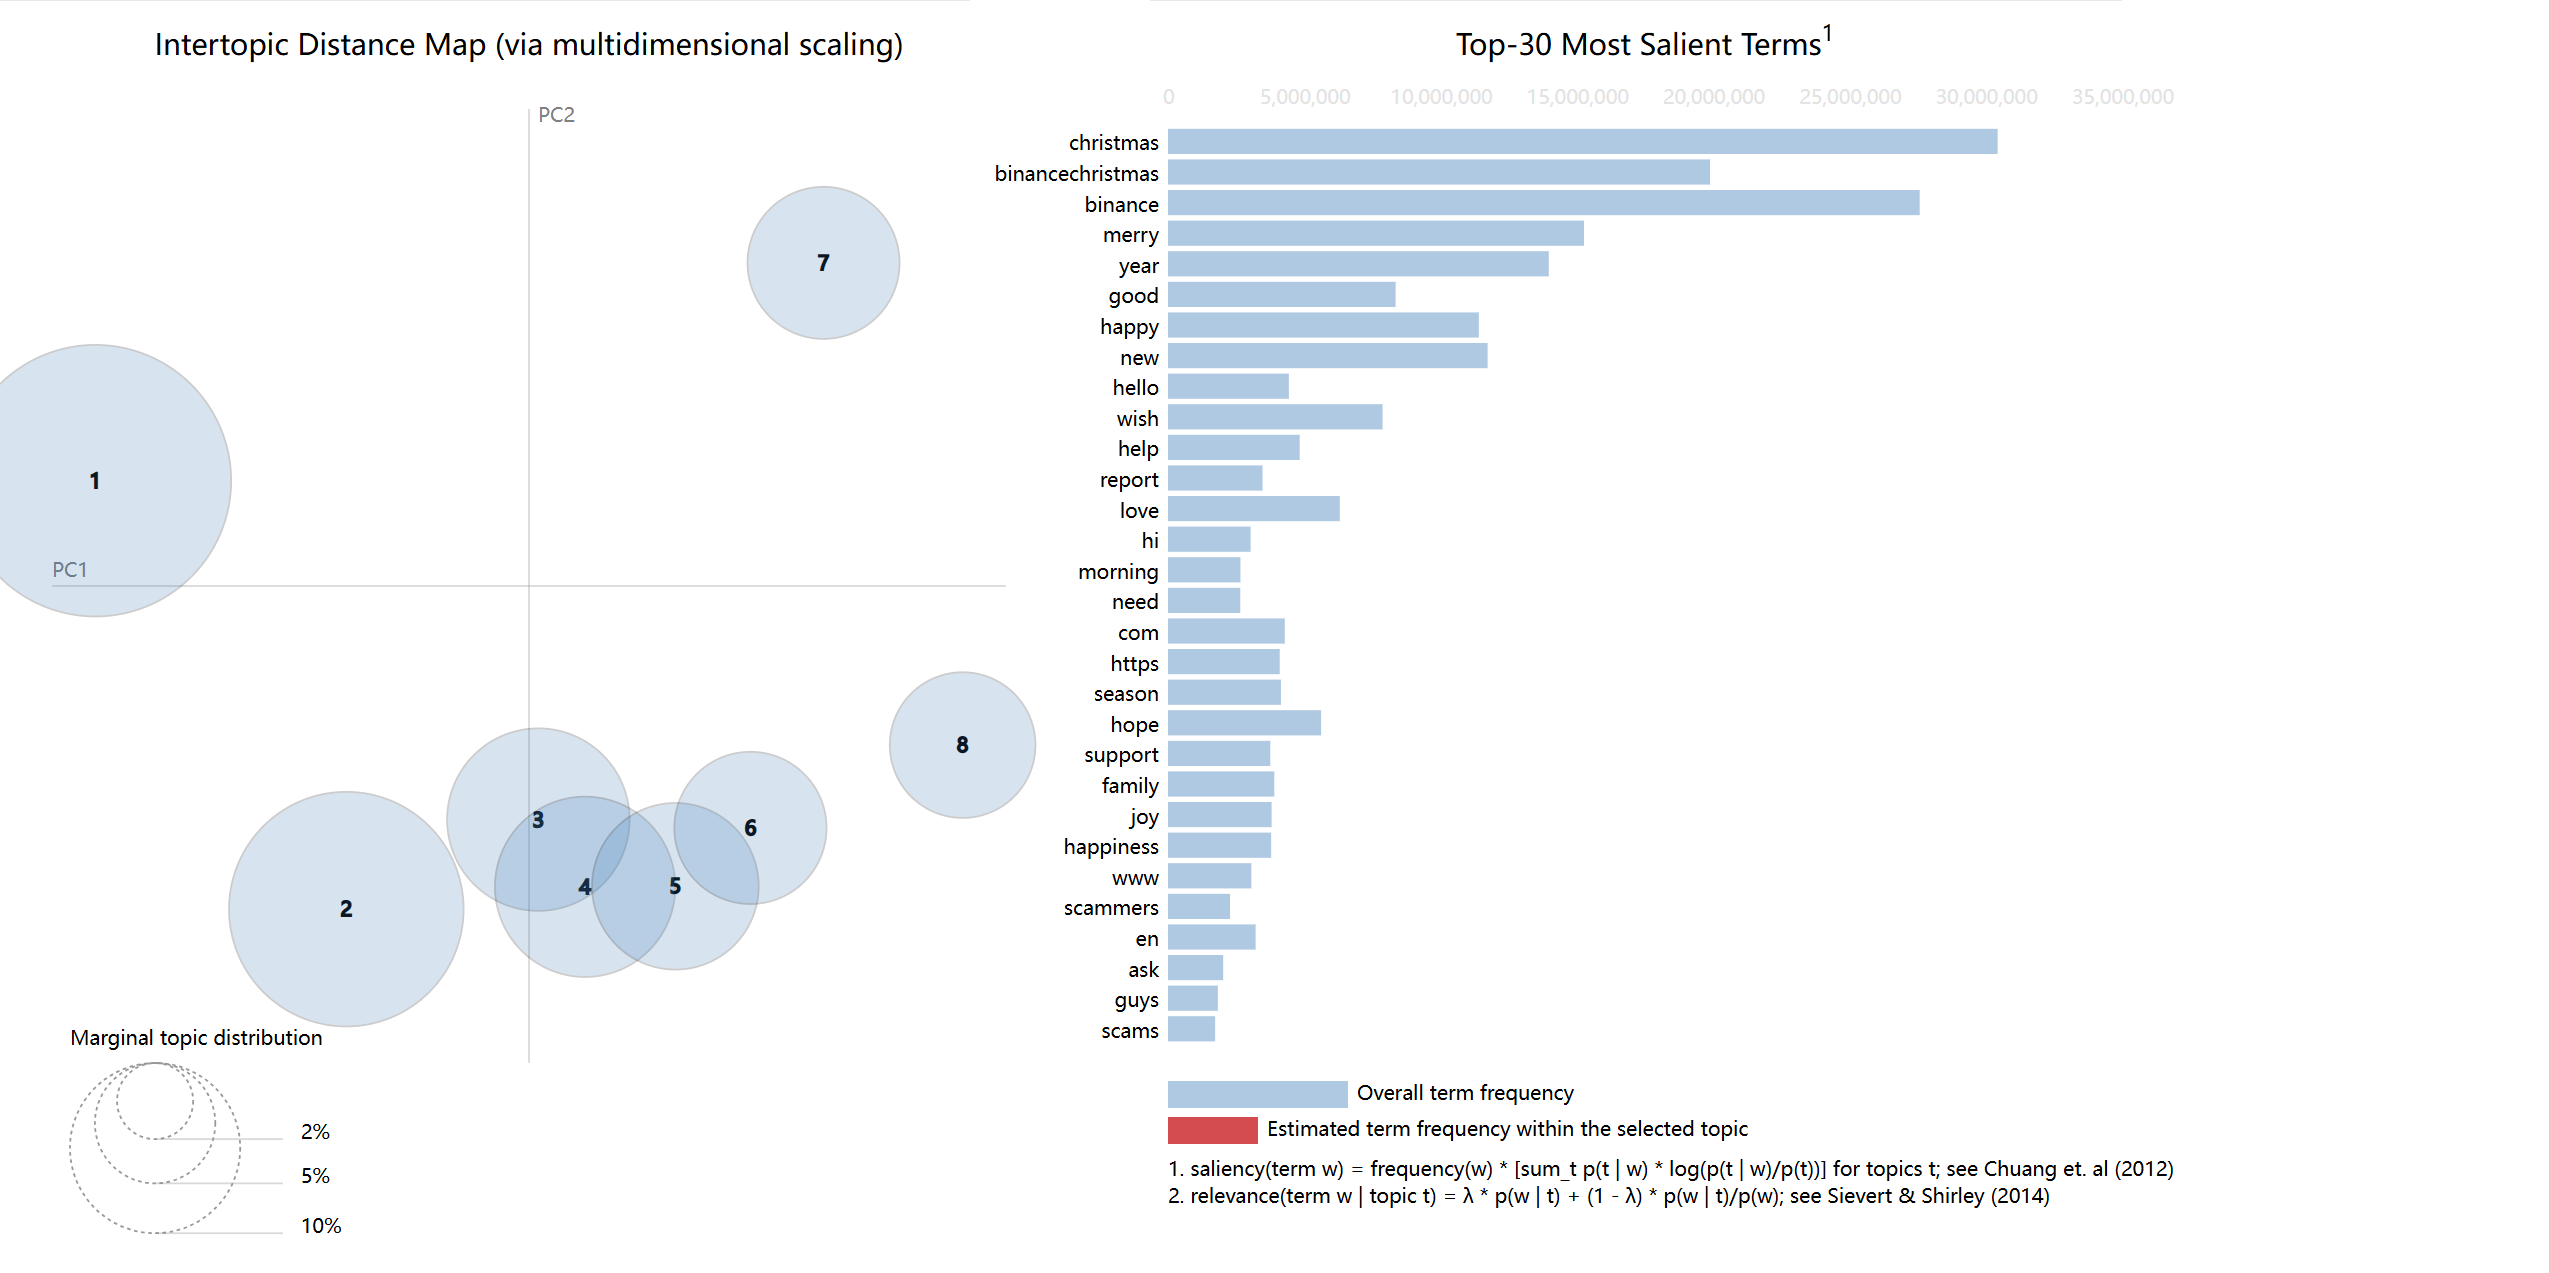 Intertopic Distance Map (via multidimensional scaling)
PC2
7
1
PC1
8
3
6
4
5
2
Marginal topic distribution
2%
5%
10%
Top-30 Most Salient Terms1
0 5,000,000 10,000,000 15,000,000 20,000,000 25,000,000 30,000,000 35,000,000
christmas
binancechristmas
binance
merry
year
good
happy
new
hello
wish
help
report
love
hi
morning
need
com
https
season
hope
support
family
joy
happiness
www
scammers
en
ask
guys
scams
Overall term frequency
Estimated term frequency within the selected topic
1. saliency(term w) = frequency(w) * [sum_t p(t | w) * log(p(t | w)/p(t))] for topics t; see Chuang et. al (2012)
2. relevance(term w | topic t) = λ * p(w | t) + (1 - λ) * p(w | t)/p(w); see Sievert & Shirley (2014)